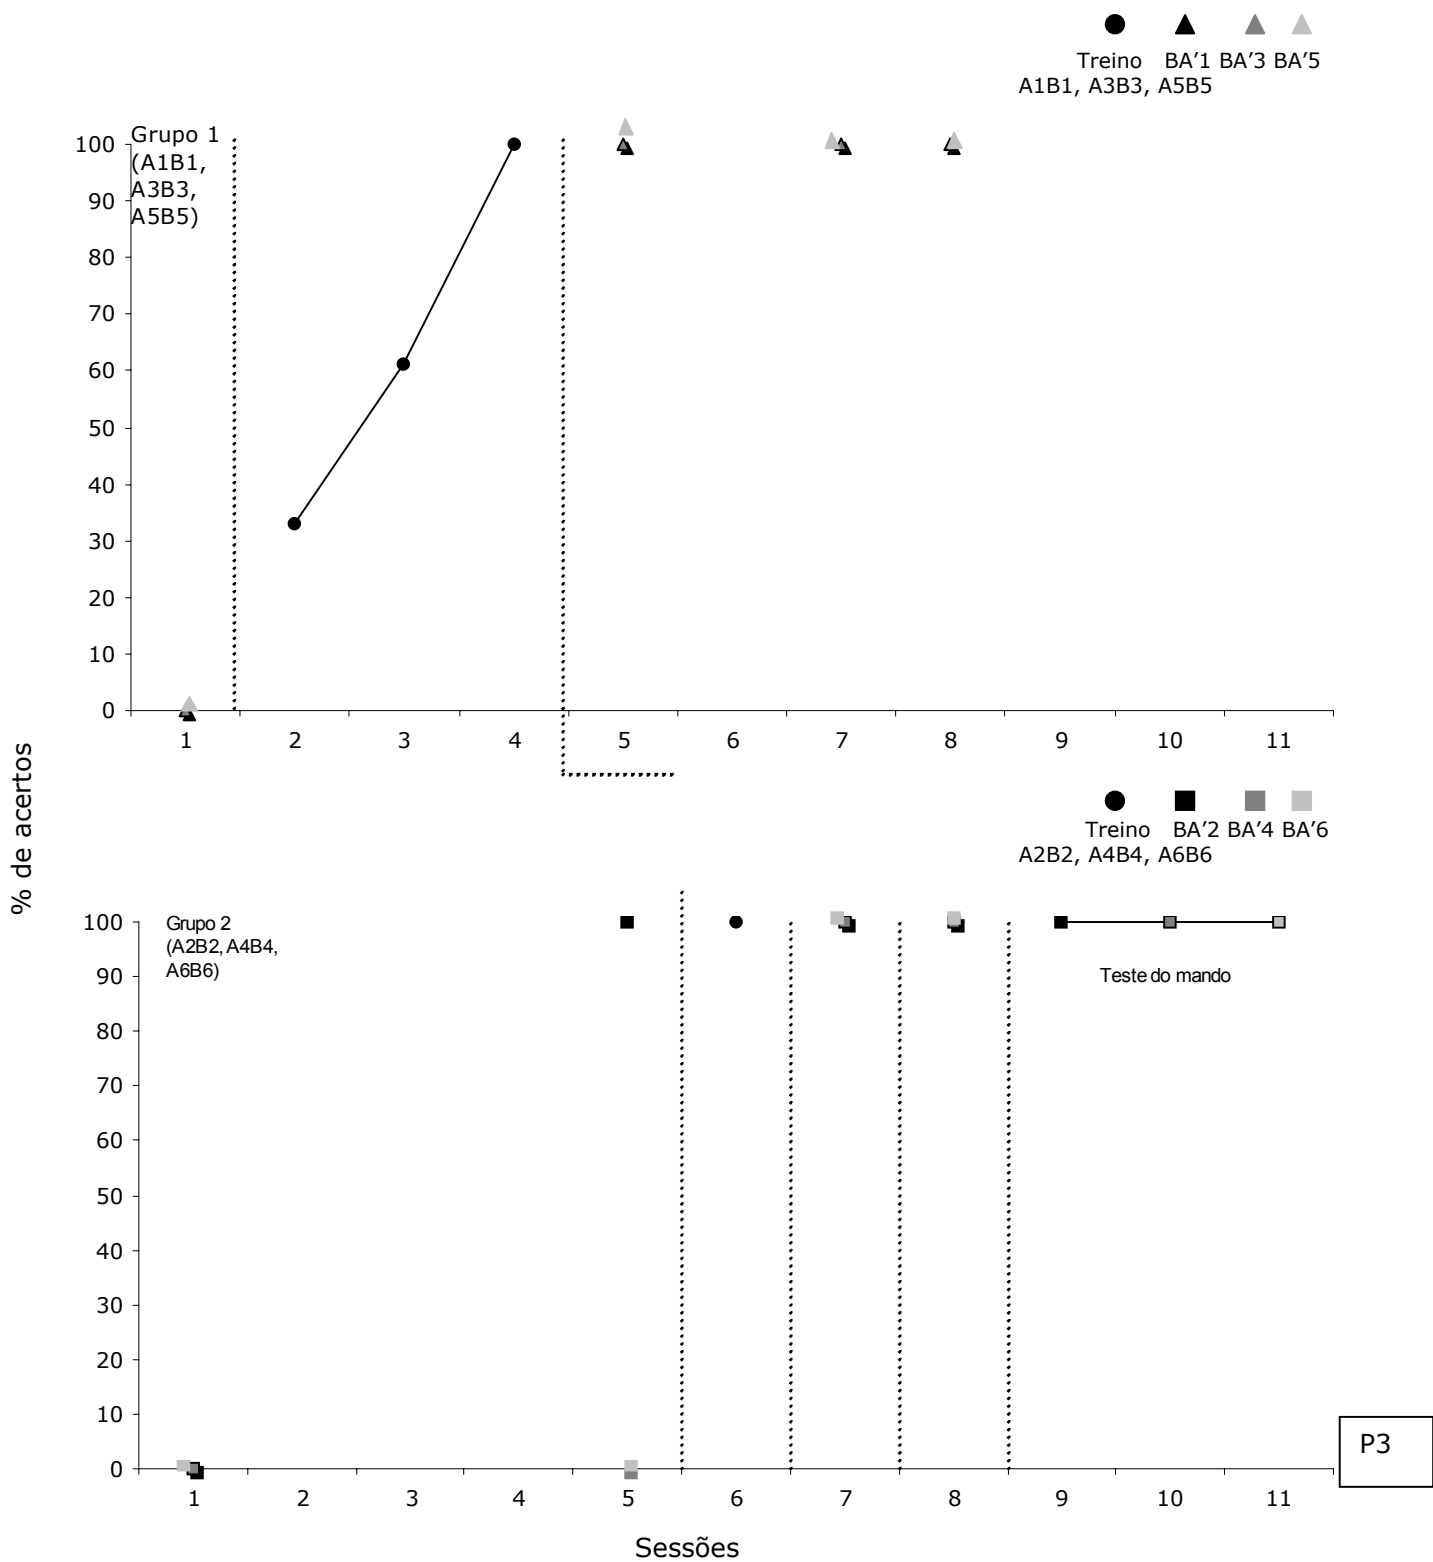 Treino BA’1 BA’3 BA’5
A1B1, A3B3, A5B5
Grupo 1
(A1B1,
A3B3,
A5B5)
100
90
80
70
60
50
40
30
20
10
0
1 2 3 4 5 6 7 8 9 10 11
% de acertos
Treino BA’2 BA’4 BA’6
A2B2, A4B4, A6B6
Grupo 2
(A2B2, A4B4,
A6B6)
Teste do mando
100
90
80
70
60
50
40
30
20
10
0
1 2 3 4 5 6 7 8 9 10 11
P3
Sessões